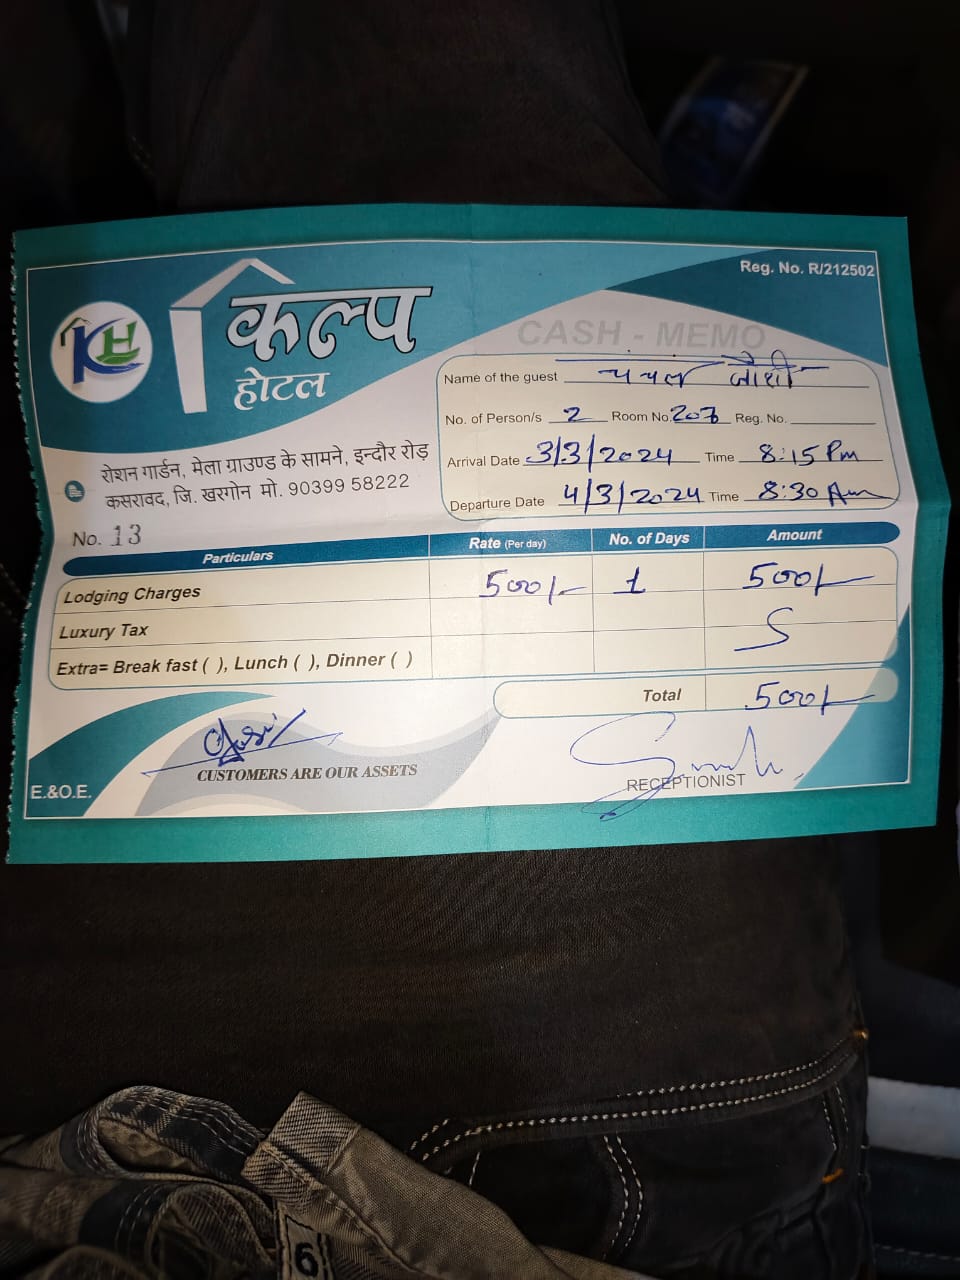 Reg. No. R/212502
KH
कल्प
होटल
CASH - MEMO
रोशन गार्डन, मेला ग्राउण्ड के सामने, इन्दौर रोड़
कसरावद, जि. खरगोन मो. 90399 58222
No. 13
Name of the guest चंचल जोशी
No. of Person/s 2 Room No. 207 Reg. No.
Arrival Date 3/3/2024 Time 8:15 Pm
Departure Date 4/3/2024 Time 8:30 Am
Particulars Rate (Per day) No. of Days Amount
Lodging Charges 500/- 1 500/-
Luxury Tax
Extra= Break fast ( ), Lunch ( ), Dinner ( )
Total 500/-
CUSTOMERS ARE OUR ASSETS
RECEPTIONIST
E.&O.E.
6